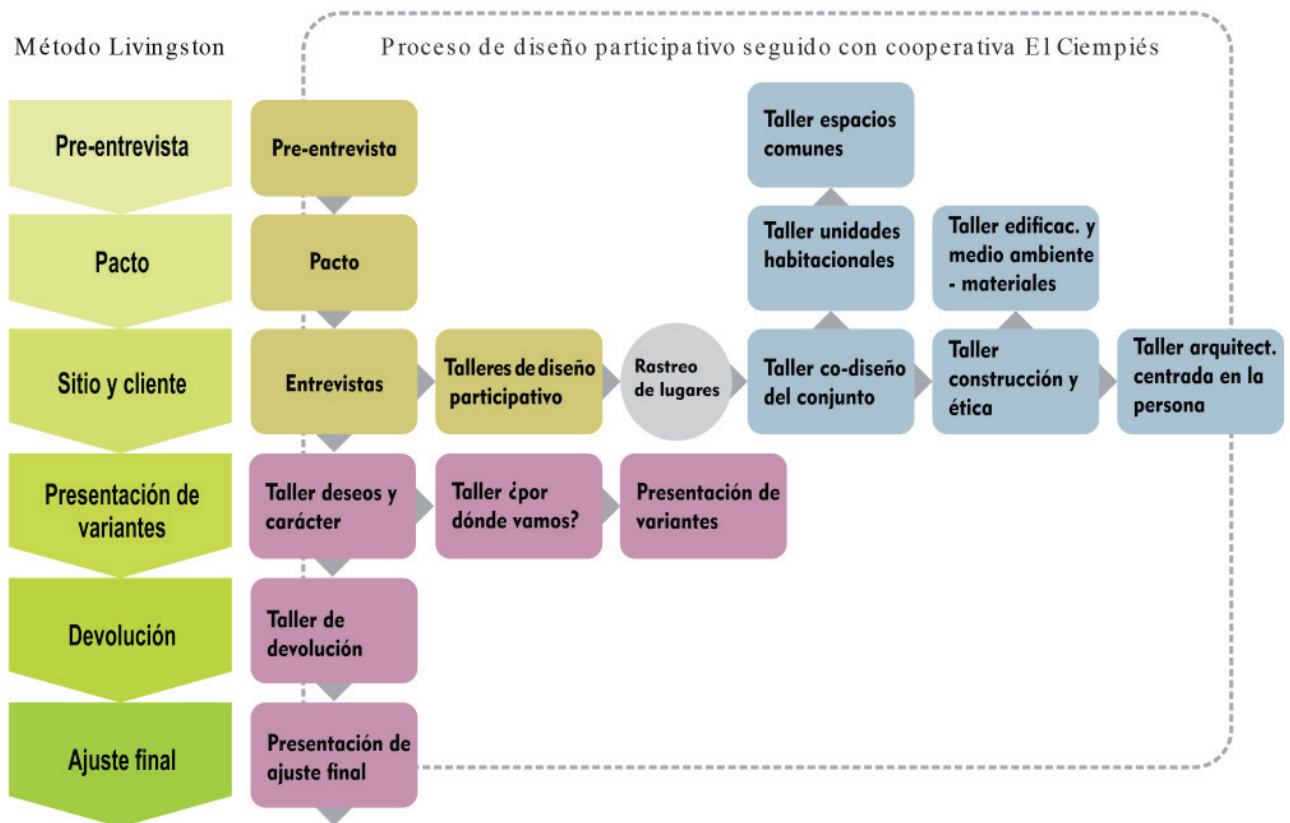 Método Livingston
Proceso de diseño participativo seguido con cooperativa El Ciempiés
Pre-entrevista
Pacto
Sitio y cliente
Presentación de
variantes
Devolución
Ajuste final
Pre-entrevista
Pacto
Entrevistas
Talleres de diseño
participativo
Rastreo
de lugares
Taller co-diseño
del conjunto
Taller unidades
habitacionales
Taller espacios
comunes
Taller
construcción y
ética
Taller edificac. y
medio ambiente
- materiales
Taller arquitect.
centrada en la
persona
Taller deseos y
carácter
Taller ¿por
dónde vamos?
Presentación de
variantes
Taller de
devolución
Presentación de
ajuste final